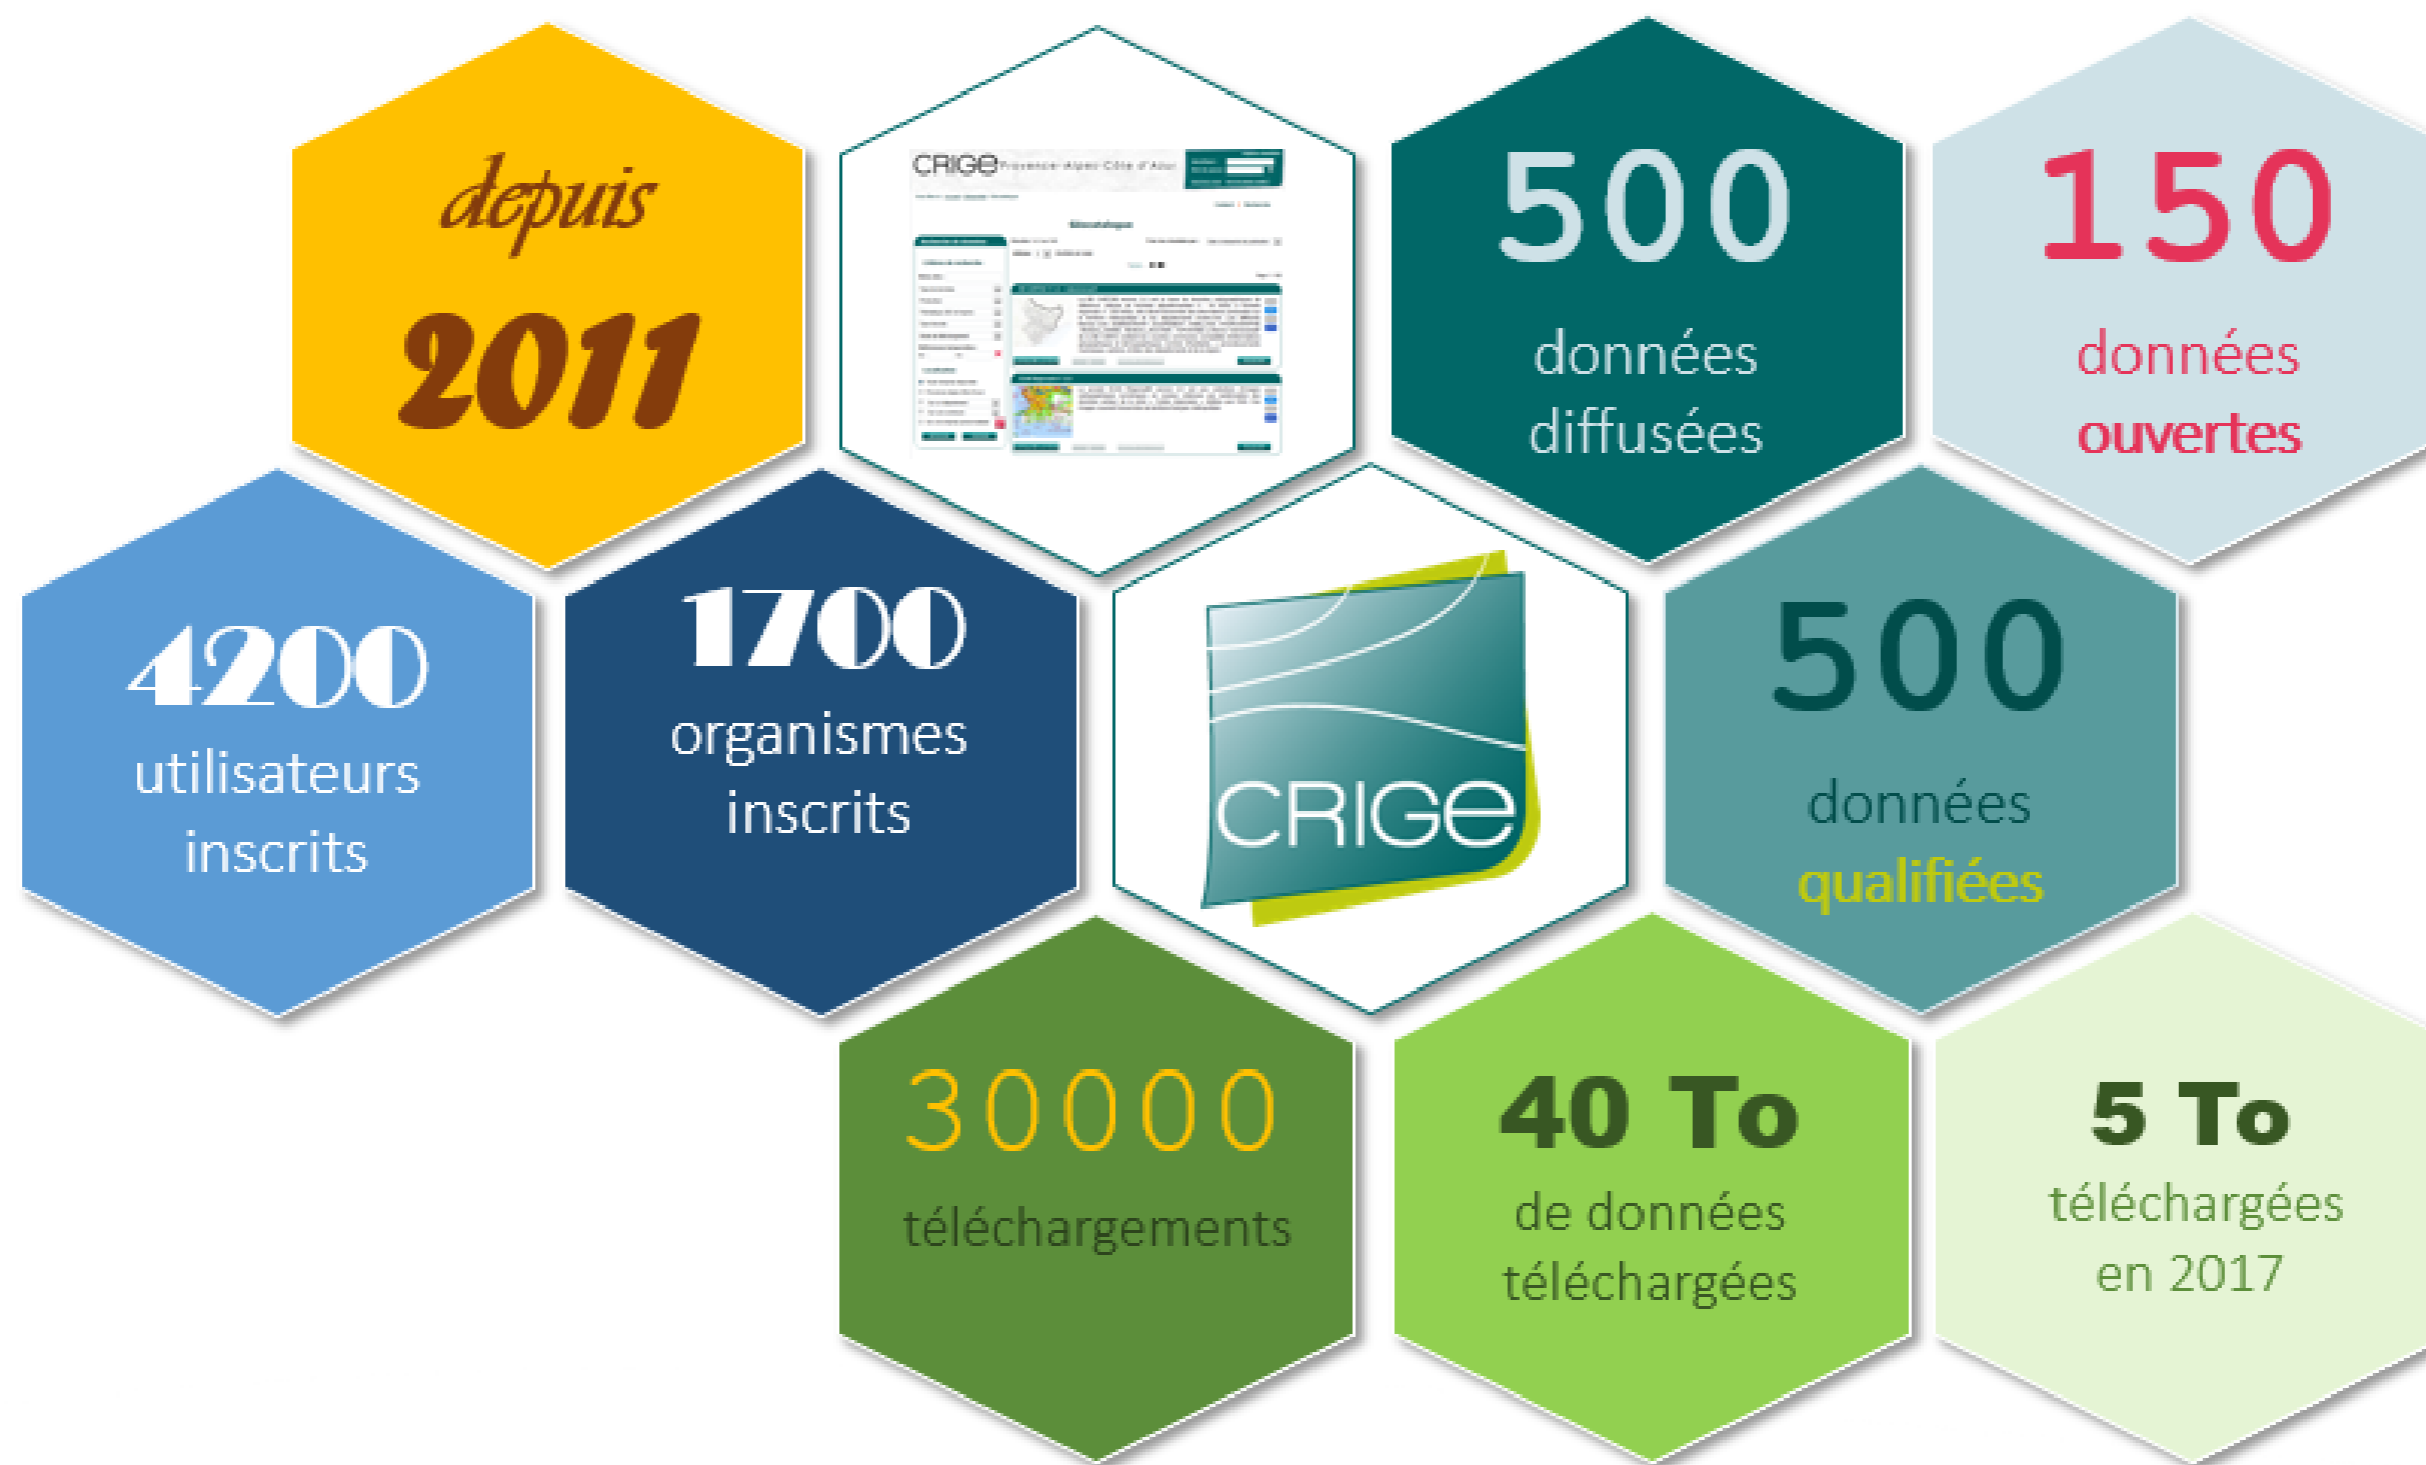 depuis
2011
CRIGE Provence-Alpes-Côte d'Azur
Géocatalogue
500
données
diffusées
150
données
ouvertes
4200
utilisateurs
inscrits
1700
organismes
inscrits
CRIGE
500
données
qualifiées
30000
téléchargements
40 To
de données
téléchargées
5 To
téléchargées
en 2017